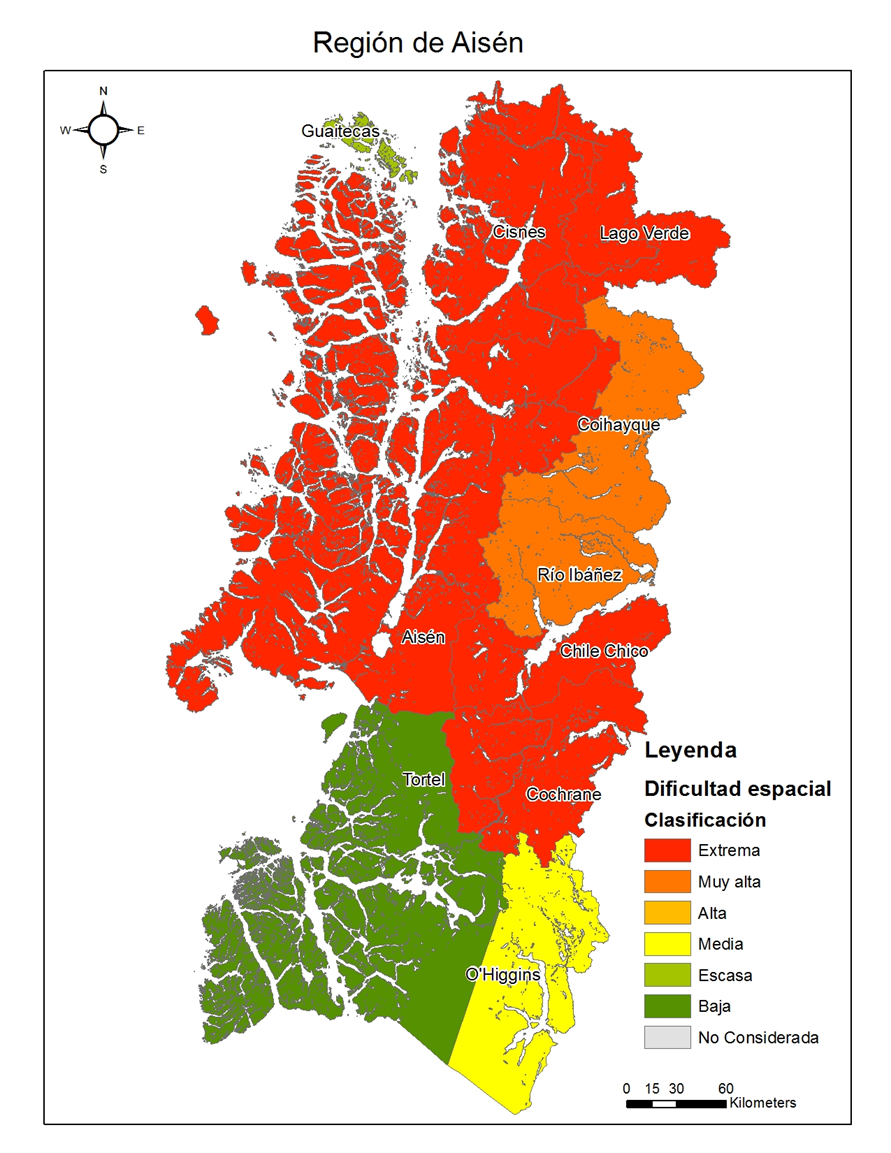 Región de Aisén
N
W E
S
Guaitecas
Cisnes
Lago Verde
Coihayque
Río Ibáñez
Aisén
Chile Chico
Tortel
Cochrane
O'Higgins
Leyenda
Dificultad espacial
Clasificación
Extrema
Muy alta
Alta
Media
Escasa
Baja
No Considerada
0 15 30 60
Kilometers